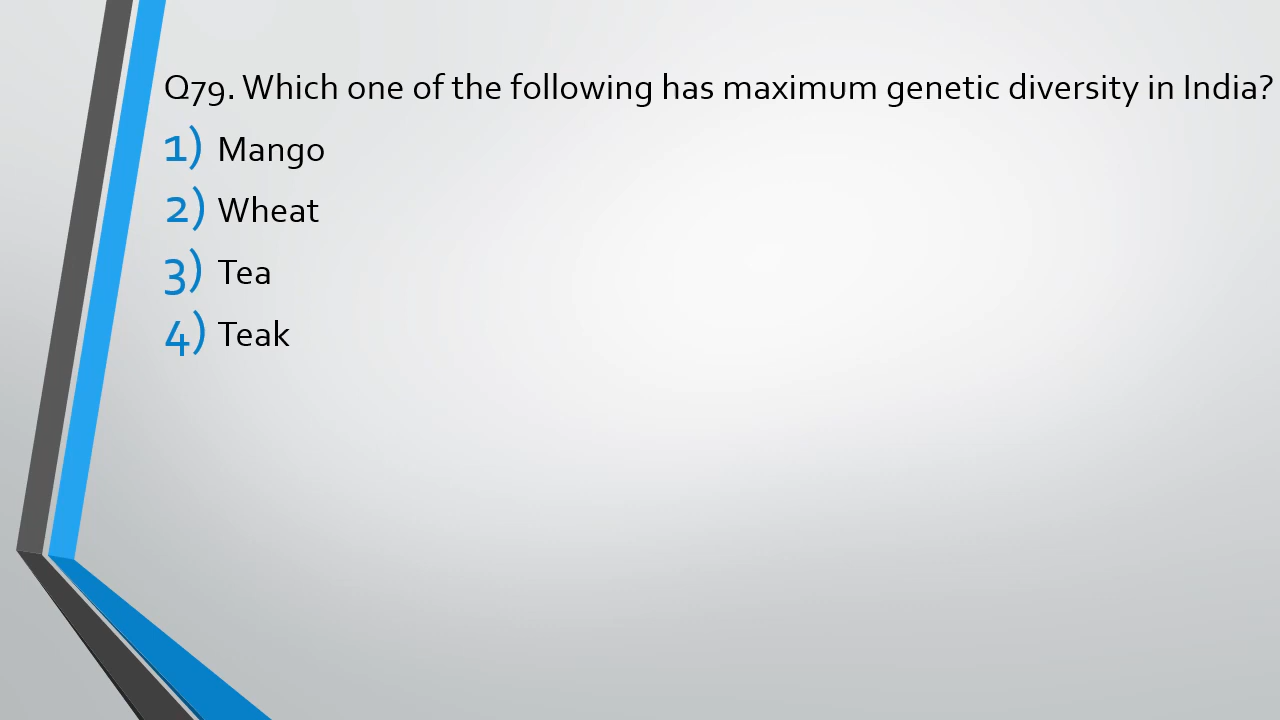 Q79. Which one of the following has maximum genetic diversity in India?
1) Mango
2) Wheat
3) Tea
4) Teak